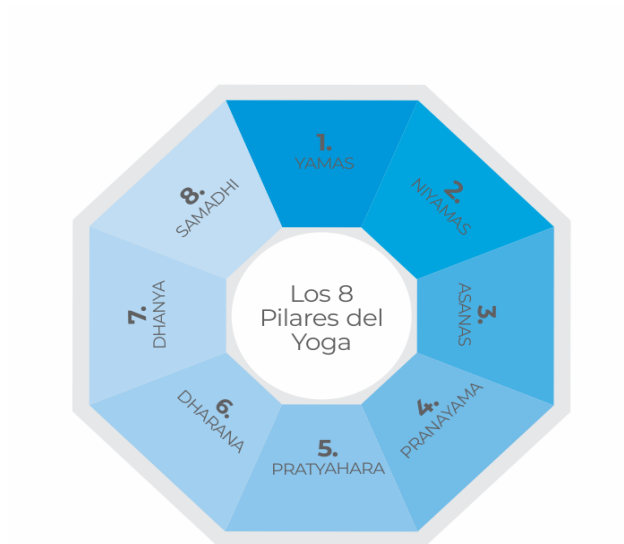 1.
YAMAS
2.
NIYAMAS
3.
ASANAS
4.
PRANAYAMA
5.
PRATYAHARA
6.
DHARANA
7.
DHANYA
8.
SAMADHI
Los 8
Pilares del
Yoga